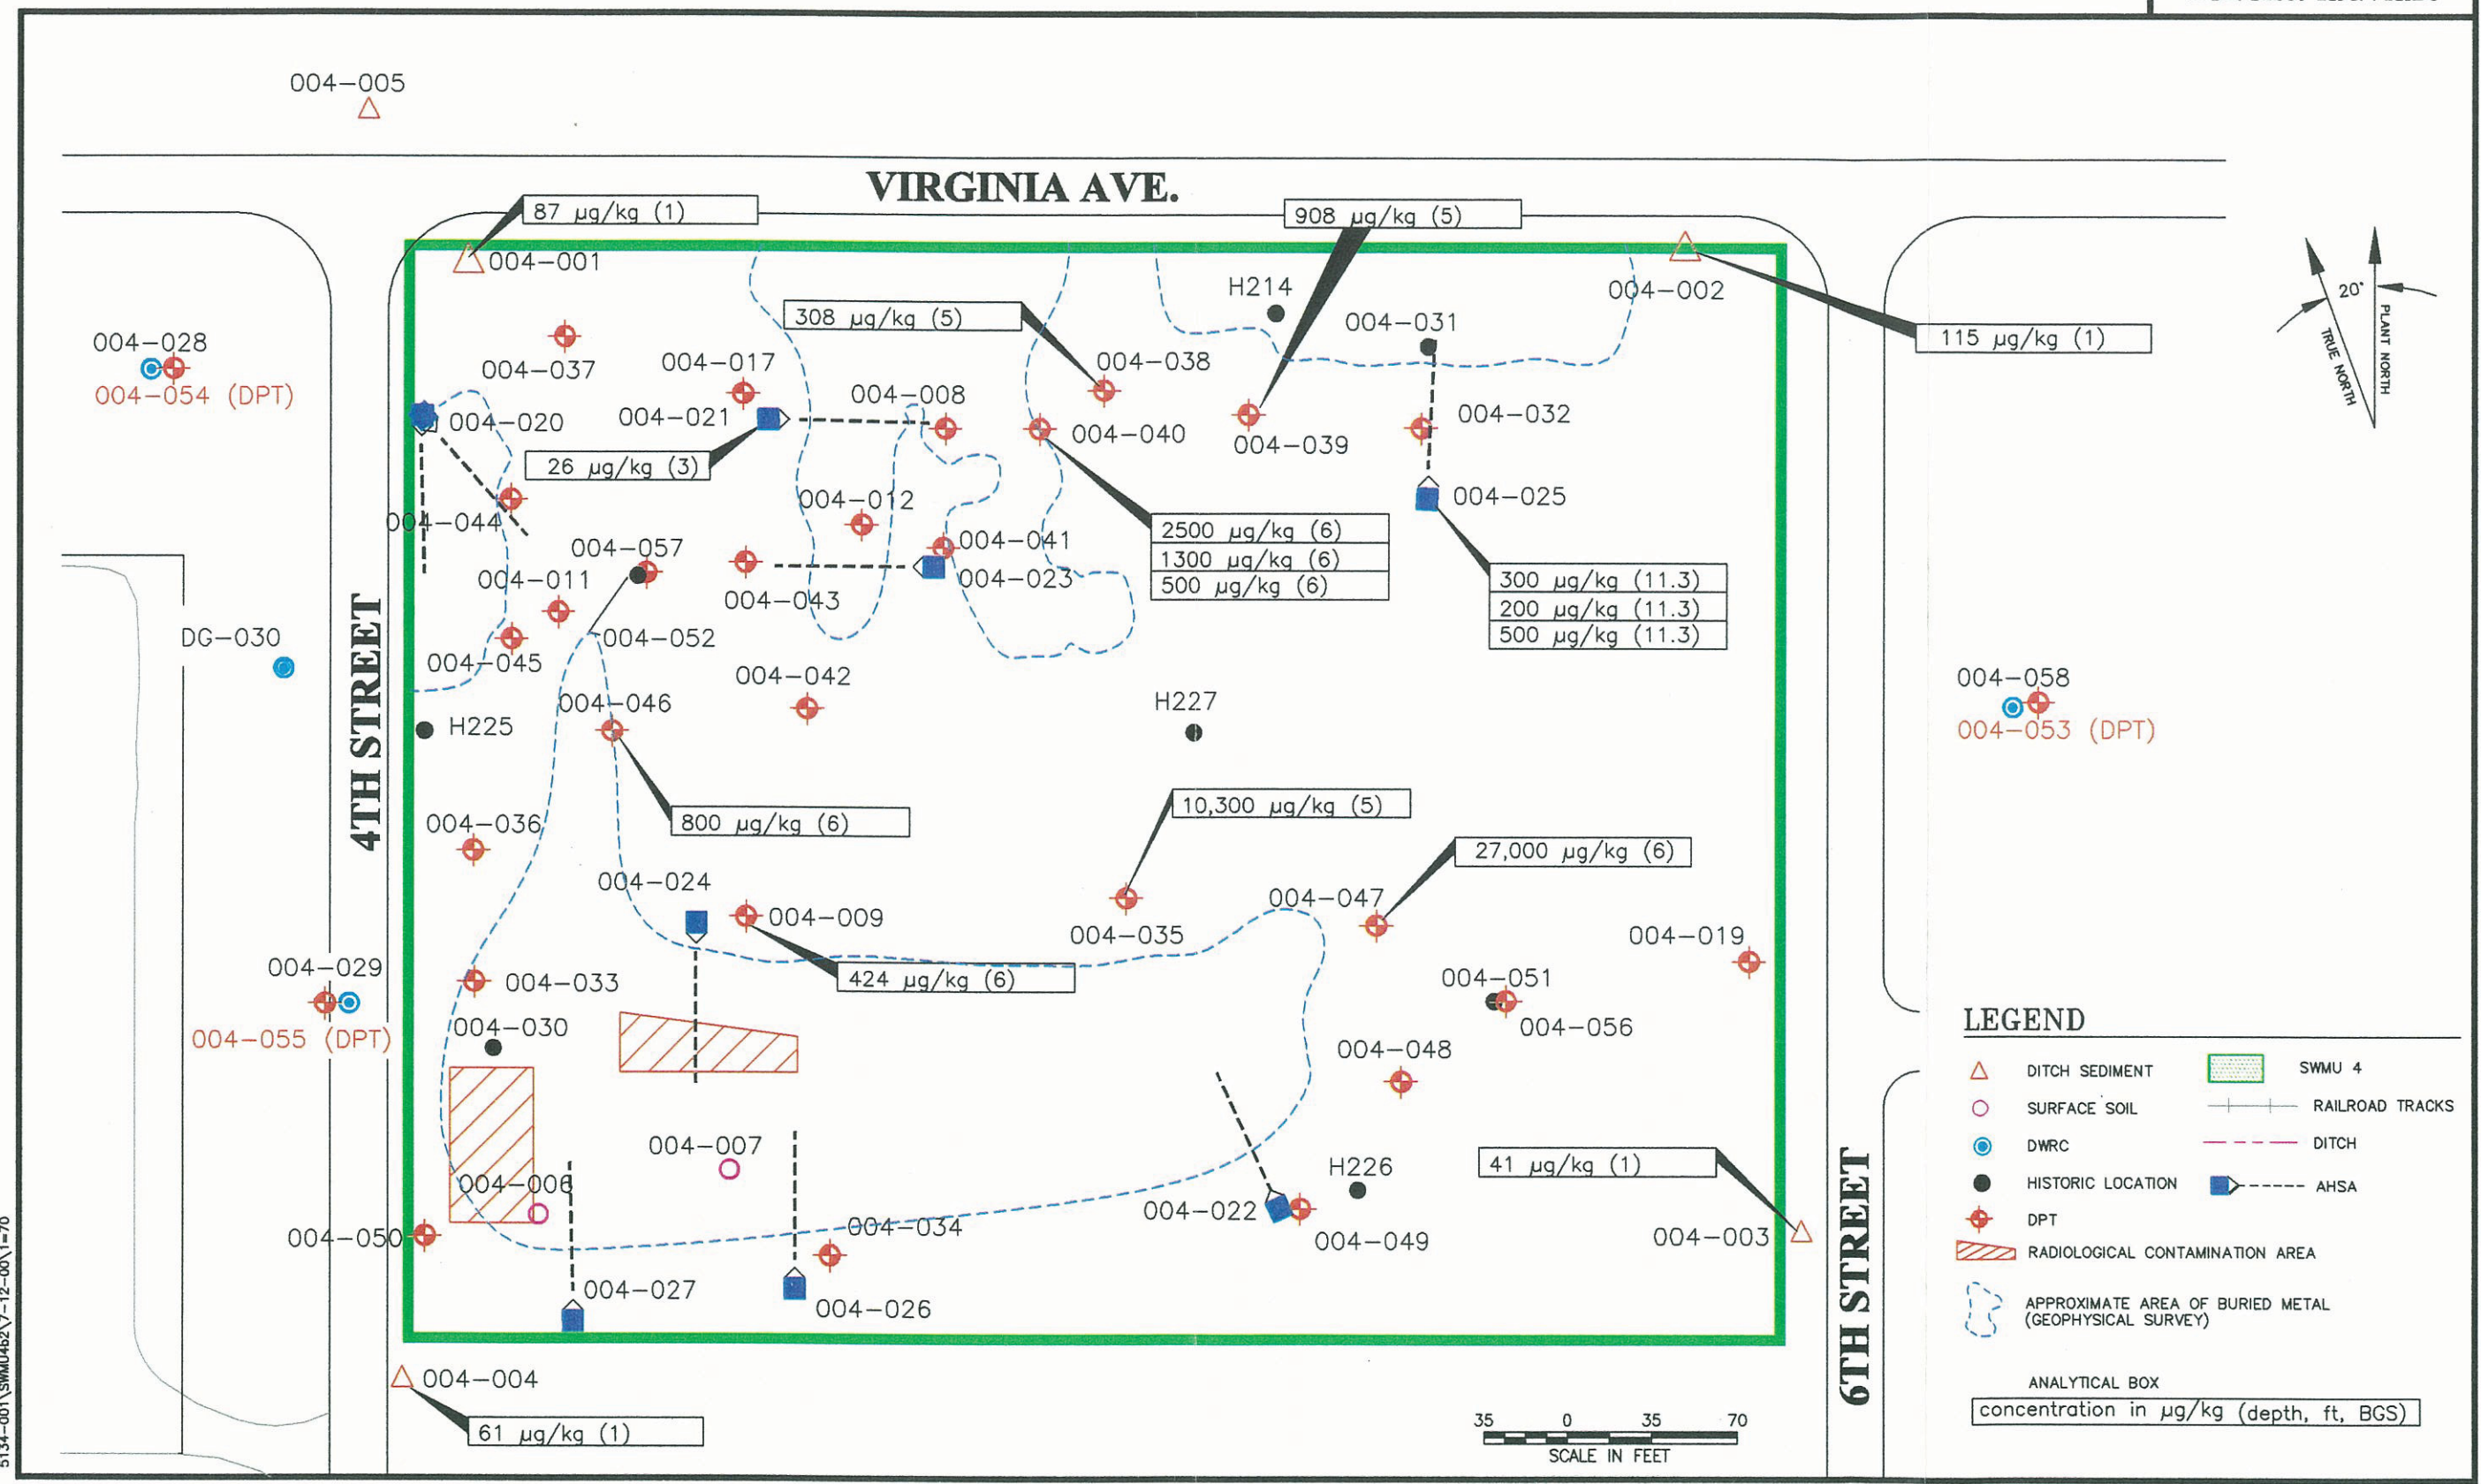 004-005
VIRGINIA AVE.
87 µg/kg (1)
908 µg/kg (5)
004-001
H214
004-002
308 µg/kg (5)
004-031
115 µg/kg (1)
20°
TRUE NORTH
PLANT NORTH
004-028
004-054 (DPT)
004-037
004-017
004-008
004-038
004-020
004-021
004-040
004-039
004-032
26 µg/kg (3)
004-012
004-025
004-044
004-057
004-041
2500 µg/kg (6)
1300 µg/kg (6)
500 µg/kg (6)
004-011
004-043
004-023
300 µg/kg (11.3)
200 µg/kg (11.3)
500 µg/kg (11.3)
DG-030
4TH STREET
004-052
004-045
004-042
004-058
004-053 (DPT)
004-046
H225
H227
800 µg/kg (6)
10,300 µg/kg (5)
004-036
27,000 µg/kg (6)
004-024
004-009
004-035
004-047
004-019
004-029
004-055 (DPT)
004-033
424 µg/kg (6)
004-051
004-056
004-030
004-048
004-007
004-006
H226
41 µg/kg (1)
004-022
004-049
004-003
004-050
004-034
004-027
004-026
6TH STREET
004-004
61 µg/kg (1)
35 0 35 70
SCALE IN FEET
LEGEND
DITCH SEDIMENT
SWMU 4
SURFACE SOIL
RAILROAD TRACKS
DWRC
DITCH
HISTORIC LOCATION
AHSA
DPT
RADIOLOGICAL CONTAMINATION AREA
APPROXIMATE AREA OF BURIED METAL
(GEOPHYSICAL SURVEY)
ANALYTICAL BOX
concentration in µg/kg (depth, ft, BGS)